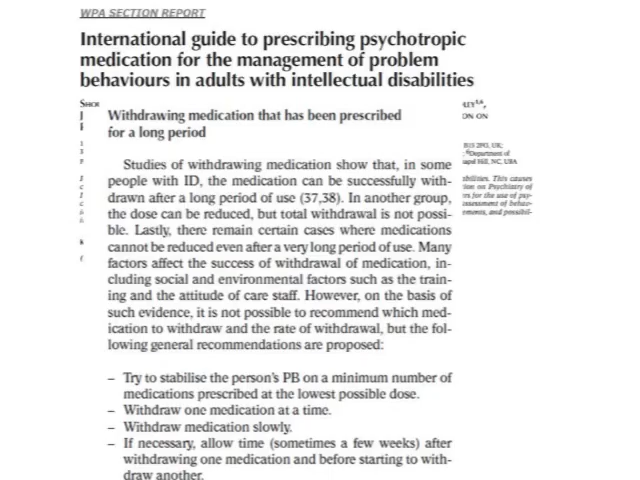 WPA SECTION REPORT
International guide to prescribing psychotropic
medication for the management of problem
behaviours in adults with intellectual disabilities
Withdrawing medication that has been prescribed
for a long period
Studies of withdrawing medication show that, in some
people with ID, the medication can be successfully with-
drawn after a long period of use (37,38). In another group,
the dose can be reduced, but total withdrawal is not possi-
ble. Lastly, there remain certain cases where medications
cannot be reduced even after a very long period of use. Many
factors affect the success of withdrawal of medication, in-
cluding social and environmental factors such as the train-
ing and the attitude of care staff. However, on the basis of
such evidence, it is not possible to recommend which med-
ication to withdraw and the rate of withdrawal, but the fol-
lowing general recommendations are proposed:
– Try to stabilise the person's PB on a minimum number of
medications prescribed at the lowest possible dose.
– Withdraw one medication at a time.
– Withdraw medication slowly.
– If necessary, allow time (sometimes a few weeks) after
withdrawing one medication and before starting to with-
draw another.